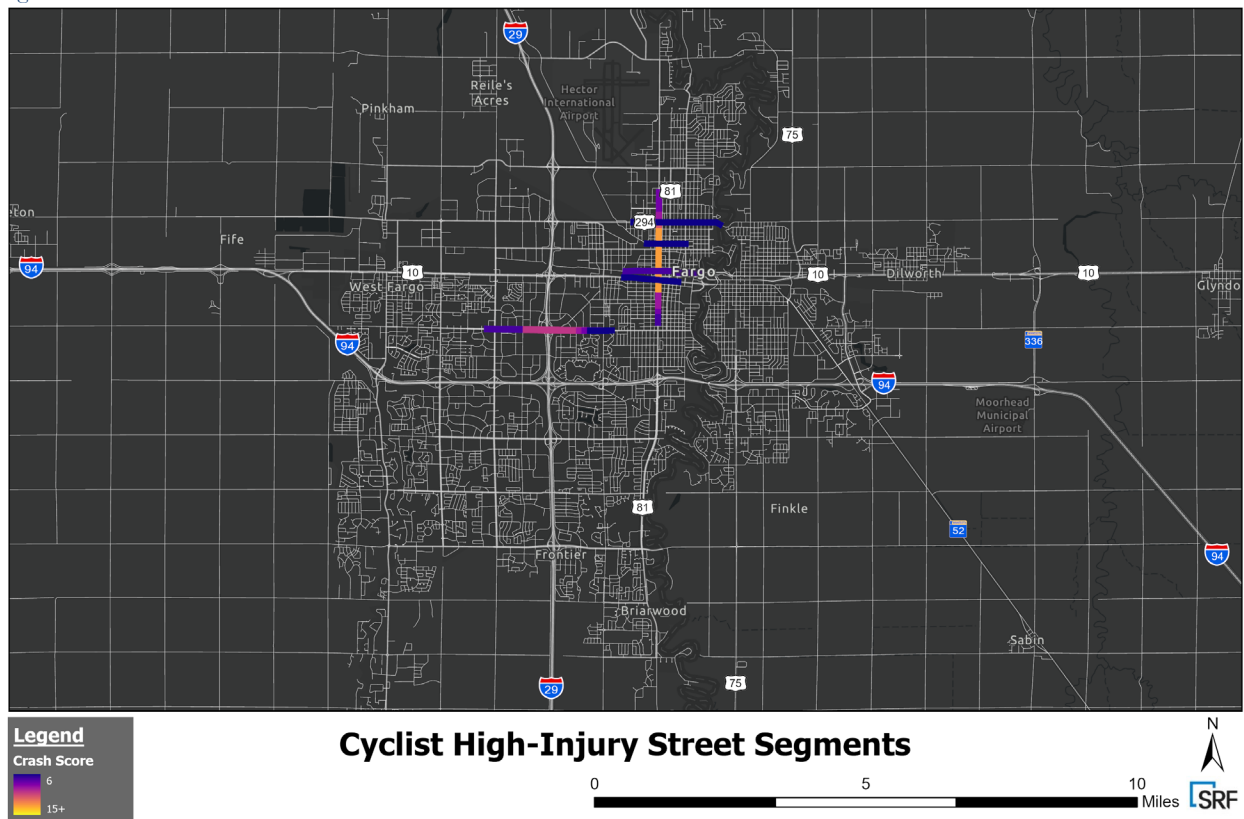 29
Reile's
Acres
Hector
International
Airport
Pinkham
75
81
294
eton
Fife
94
10
Fargo
10
Dilworth
10
West Fargo
Glyndo
94
336
94
Moorhead
Municipal
Airport
81
Finkle
52
Frontier
94
Briarwood
Sabin
29
75
Legend
Crash Score
6
15+
Cyclist High-Injury Street Segments
0
5
10
Miles
N
SRF